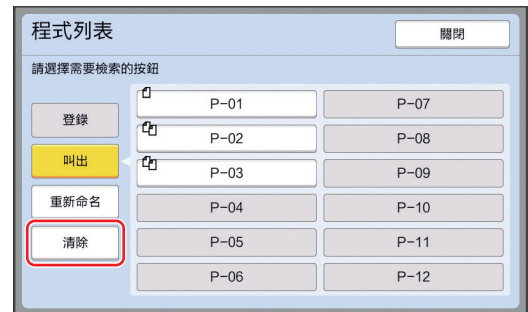 程式列表
關閉
請選擇需要檢索的按鈕
登錄
叫出
重新命名
清除
P-01
P-02
P-03
P-04
P-05
P-06
P-07
P-08
P-09
P-10
P-11
P-12